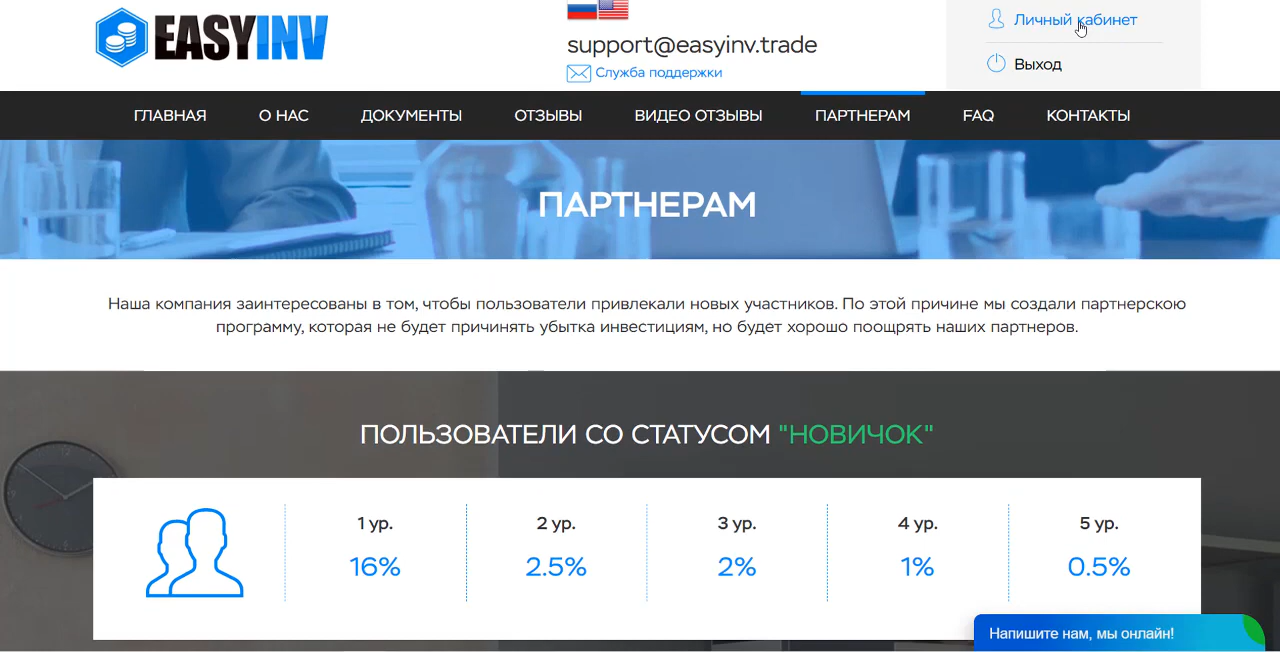 EASYINV
support@easyinv.trade
Служба поддержки
Личный кабинет
Выход
ГЛАВНАЯ О НАС ДОКУМЕНТЫ ОТЗЫВЫ ВИДЕО ОТЗЫВЫ ПАРТНЕРАМ FAQ КОНТАКТЫ
ПАРТНЕРАМ
Наша компания заинтересованы в том, чтобы пользователи привлекали новых участников. По этой причине мы создали партнерскою
программу, которая не будет причинять убытка инвестициям, но будет хорошо поощрять наших партнеров.
ПОЛЬЗОВАТЕЛИ СО СТАТУСОМ "НОВИЧОК"
1 ур. 2 ур. 3 ур. 4 ур. 5 ур.
16% 2.5% 2% 1% 0.5%
Напишите нам, мы онлайн!